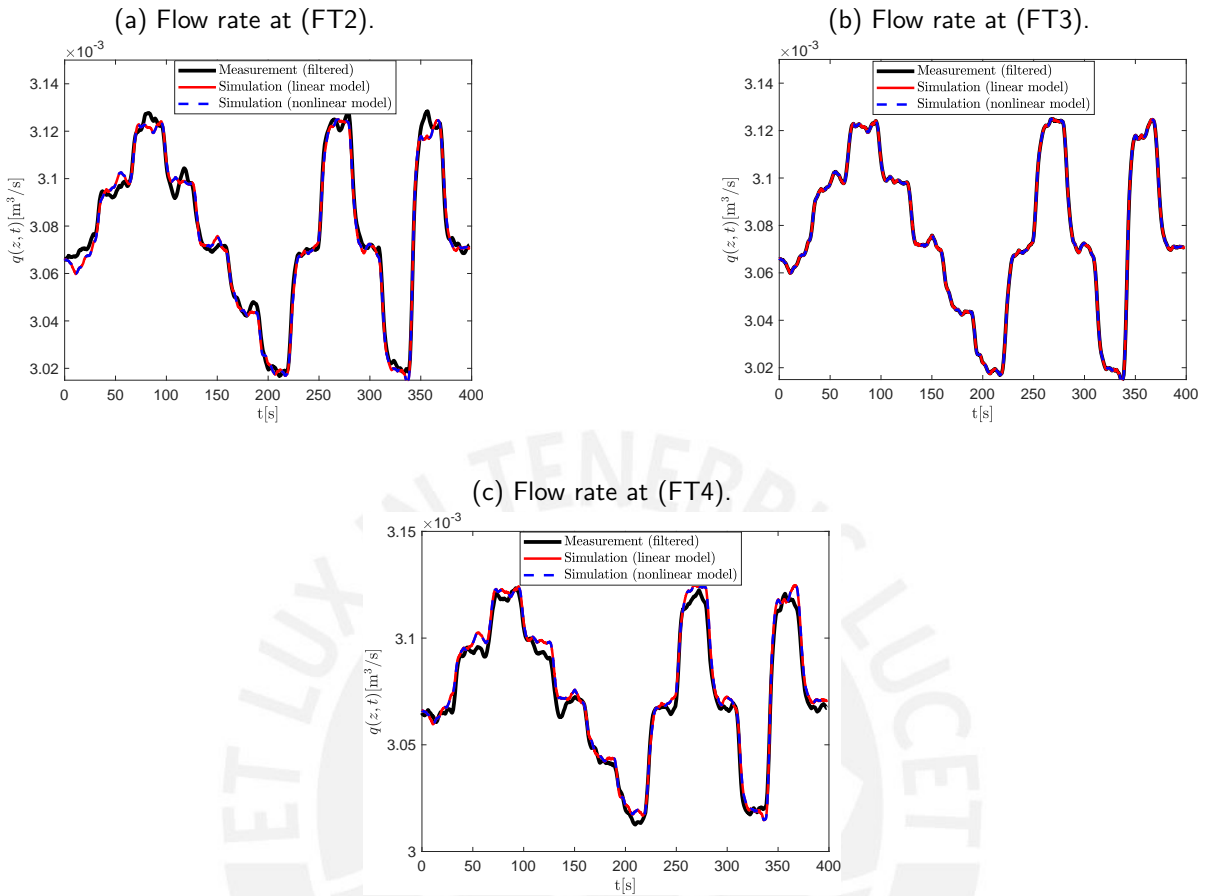 (a) Flow rate at (FT2).
×10⁻³
Measurement (filtered)
Simulation (linear model)
Simulation (nonlinear model)
3.14
3.12
3.1
3.08
3.06
3.04
3.02
q(z, t)[m³/s]
0 50 100 150 200 250 300 350 400
t[s]
(b) Flow rate at (FT3).
×10⁻³
Measurement (filtered)
Simulation (linear model)
Simulation (nonlinear model)
3.14
3.12
3.1
3.08
3.06
3.04
3.02
q(z, t)[m³/s]
0 50 100 150 200 250 300 350 400
t[s]
(c) Flow rate at (FT4).
×10⁻³
Measurement (filtered)
Simulation (linear model)
Simulation (nonlinear model)
3.15
3.1
3.05
3
q(z, t)[m³/s]
0 50 100 150 200 250 300 350 400
t[s]
ET LUX IN TENEBRIS LUCET